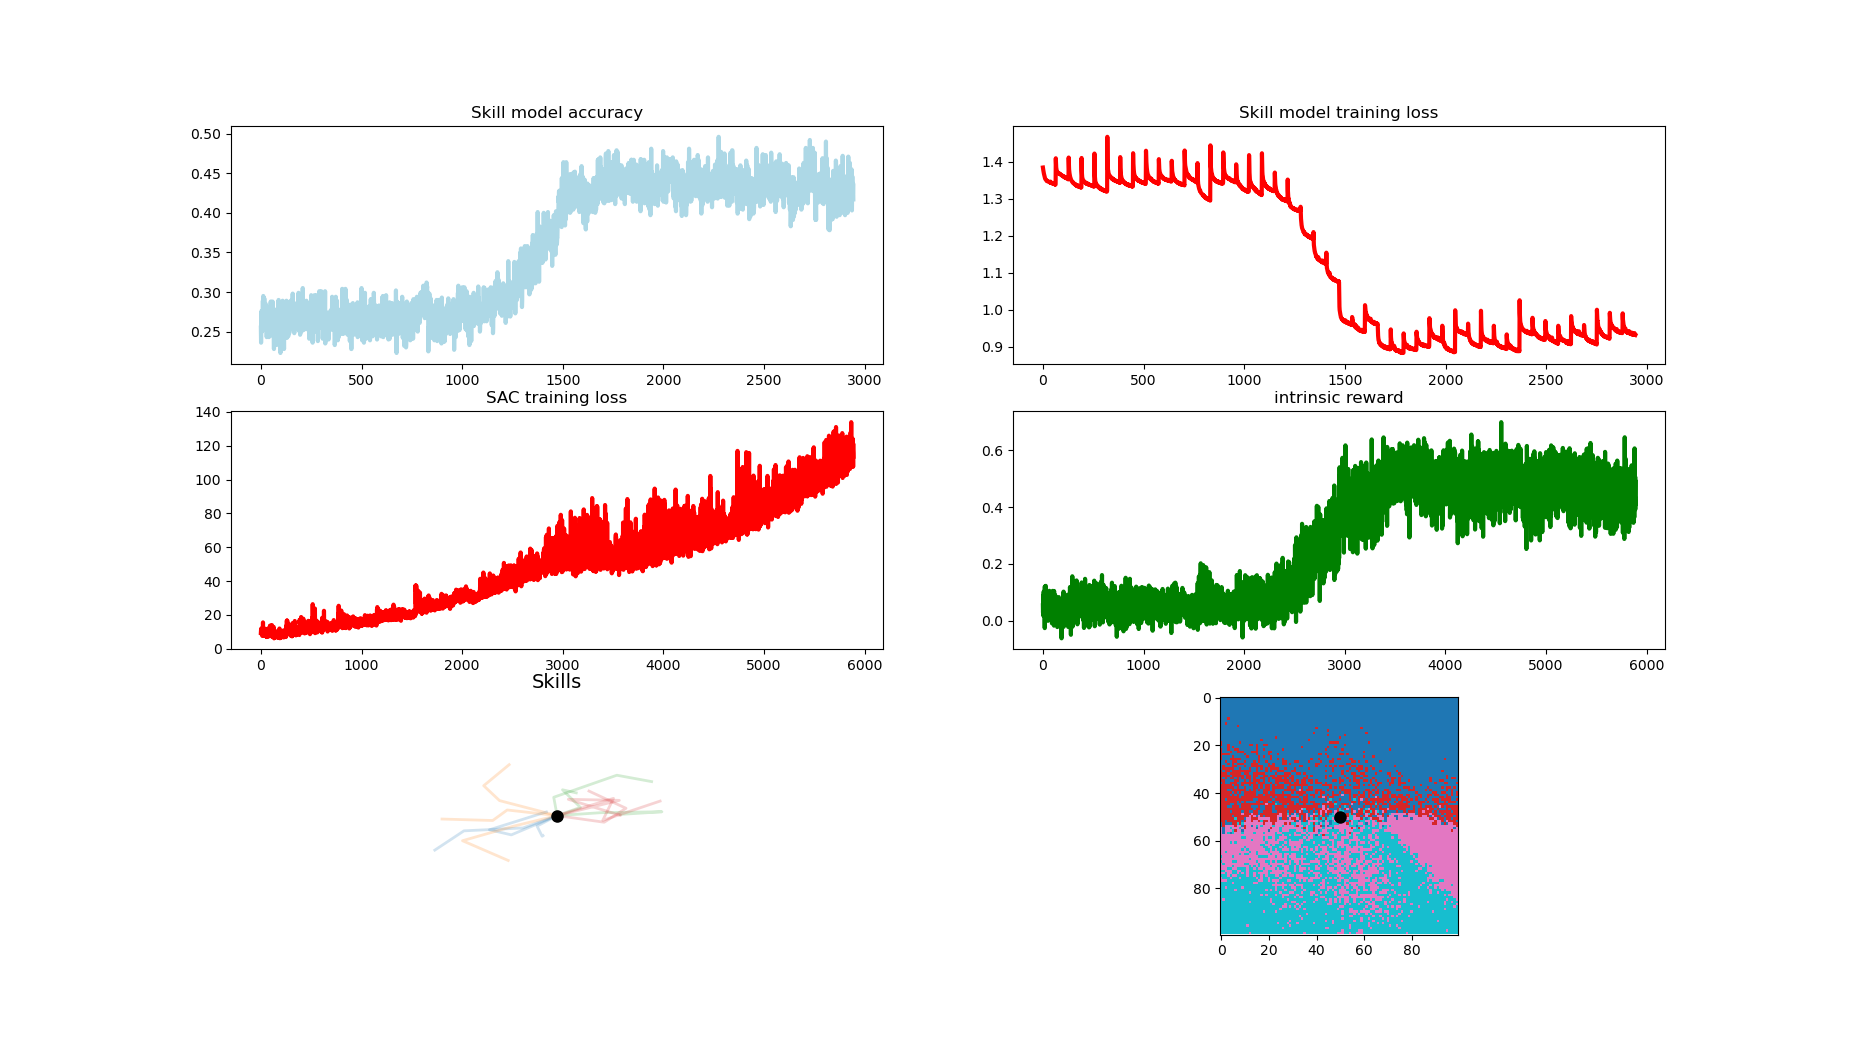 Skill model accuracy
0.50
0.45
0.40
0.35
0.30
0.25
0 500 1000 1500 2000 2500 3000
Skill model training loss
1.4
1.3
1.2
1.1
1.0
0.9
0 500 1000 1500 2000 2500 3000
SAC training loss
140
120
100
80
60
40
20
0
0 1000 2000 3000 4000 5000 6000
intrinsic reward
0.6
0.4
0.2
0.0
0 1000 2000 3000 4000 5000 6000
Skills
0
20
40
60
80
0 20 40 60 80